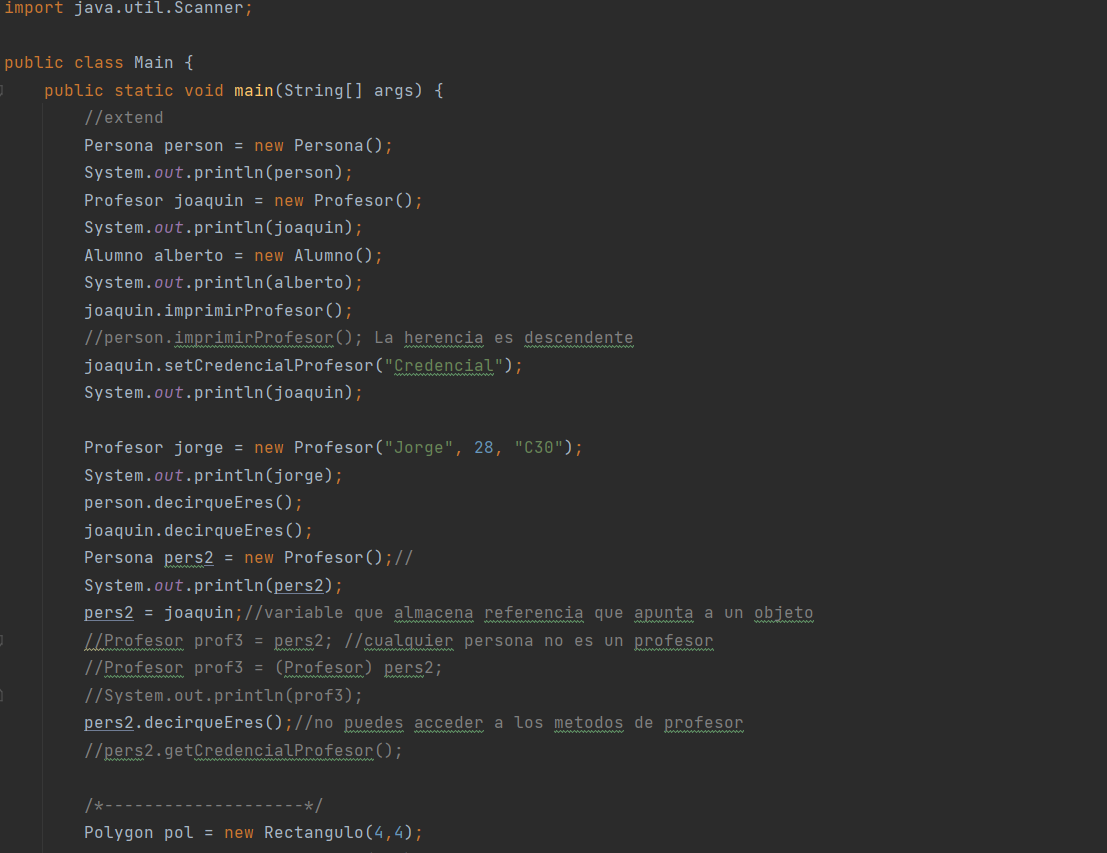 import java.util.Scanner;
public class Main {
public static void main(String[] args) {
//extend
Persona person = new Persona();
System.out.println(person);
Profesor joaquin = new Profesor();
System.out.println(joaquin);
Alumno alberto = new Alumno();
System.out.println(alberto);
joaquin.imprimirProfesor();
//person.imprimirProfesor(); La herencia es descendente
joaquin.setCredencialProfesor("Credencial");
System.out.println(joaquin);
Profesor jorge = new Profesor("Jorge", 28, "C30");
System.out.println(jorge);
person.decirqueEres();
joaquin.decirqueEres();
Persona pers2 = new Profesor();//
System.out.println(pers2);
pers2 = joaquin;//variable que almacena referencia que apunta a un objeto
//Profesor prof3 = pers2; //cualquier persona no es un profesor
//Profesor prof3 = (Profesor) pers2;
//System.out.println(prof3);
pers2.decirqueEres();//no puedes acceder a los metodos de profesor
//pers2.getCredencialProfesor();
/*--------------------*/
Polygon pol = new Rectangulo(4,4);